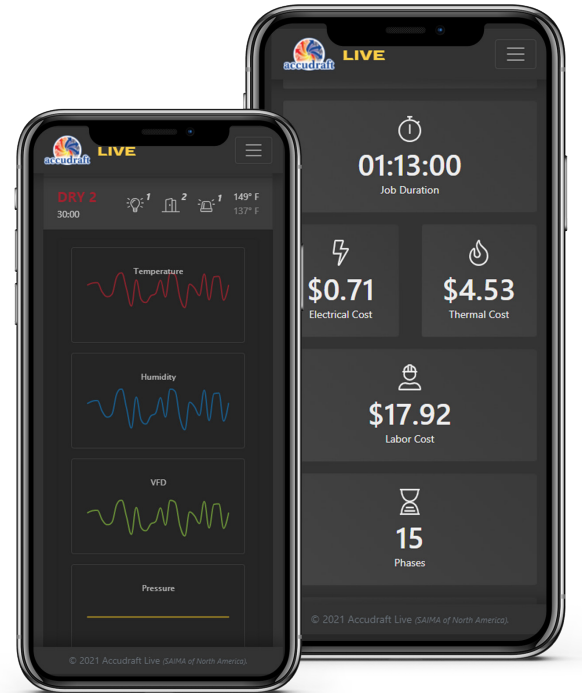 accudraft LIVE
DRY 2
30:00
1
2
1
149° F
137° F
Temperature
Humidity
VFD
Pressure
© 2021 Accudraft Live (SAIMA of North America).
accudraft LIVE
01:13:00
Job Duration
$0.71
Electrical Cost
$4.53
Thermal Cost
$17.92
Labor Cost
15
Phases
© 2021 Accudraft Live (SAIMA of North America).